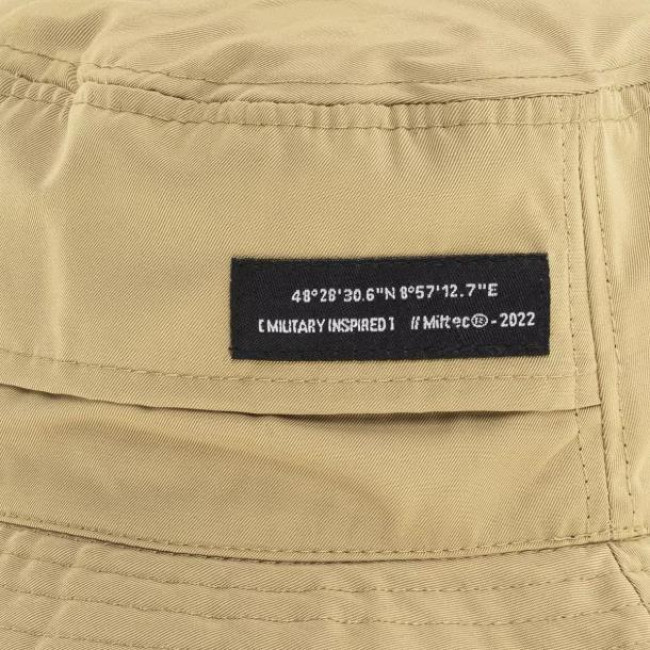 48°28'30.6"N 8°57'12.7"E
[MILITARY INSPIRED] // Miltec®-2022